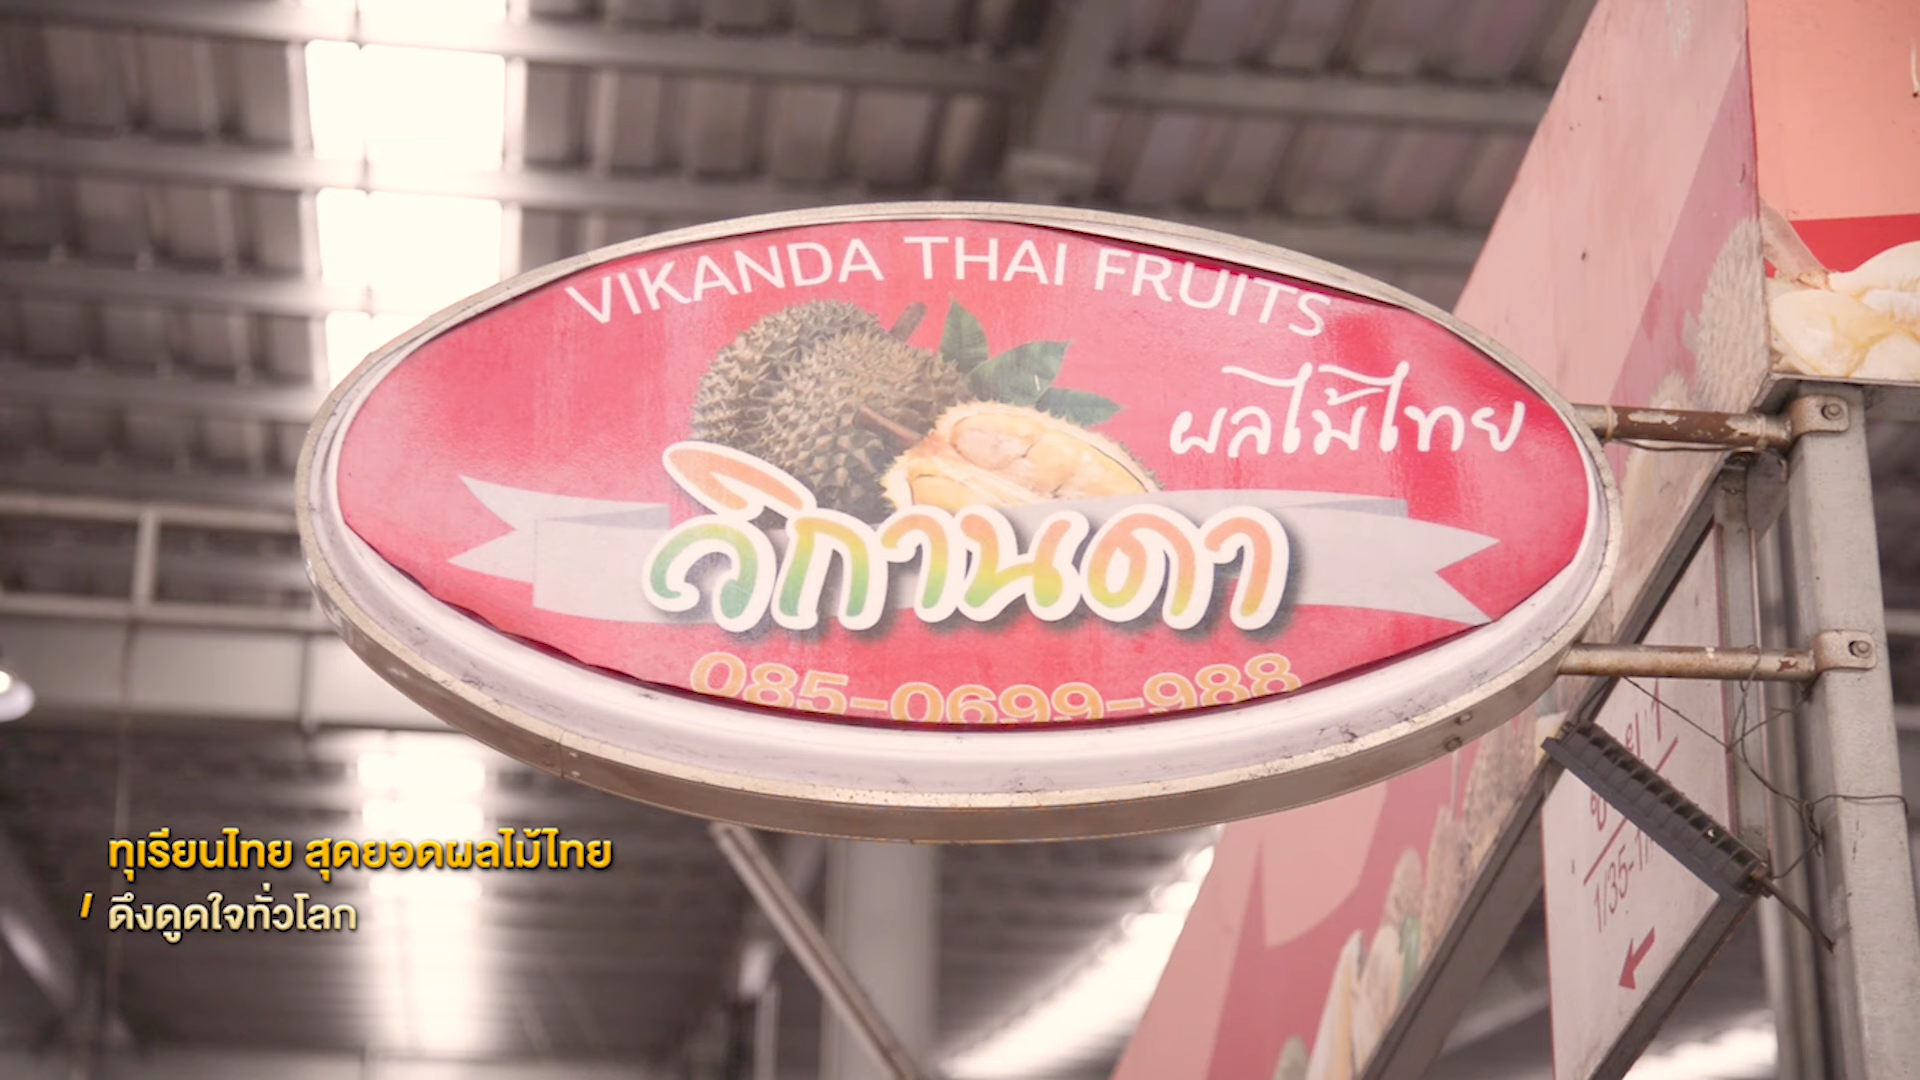 VIKANDA THAI FRUITS
ผลไม้ไทย
วิกานดา
085-0699-988
ทุเรียนไทย สุดยอดผลไม้ไทย
ดึงดูดใจทั่วโลก